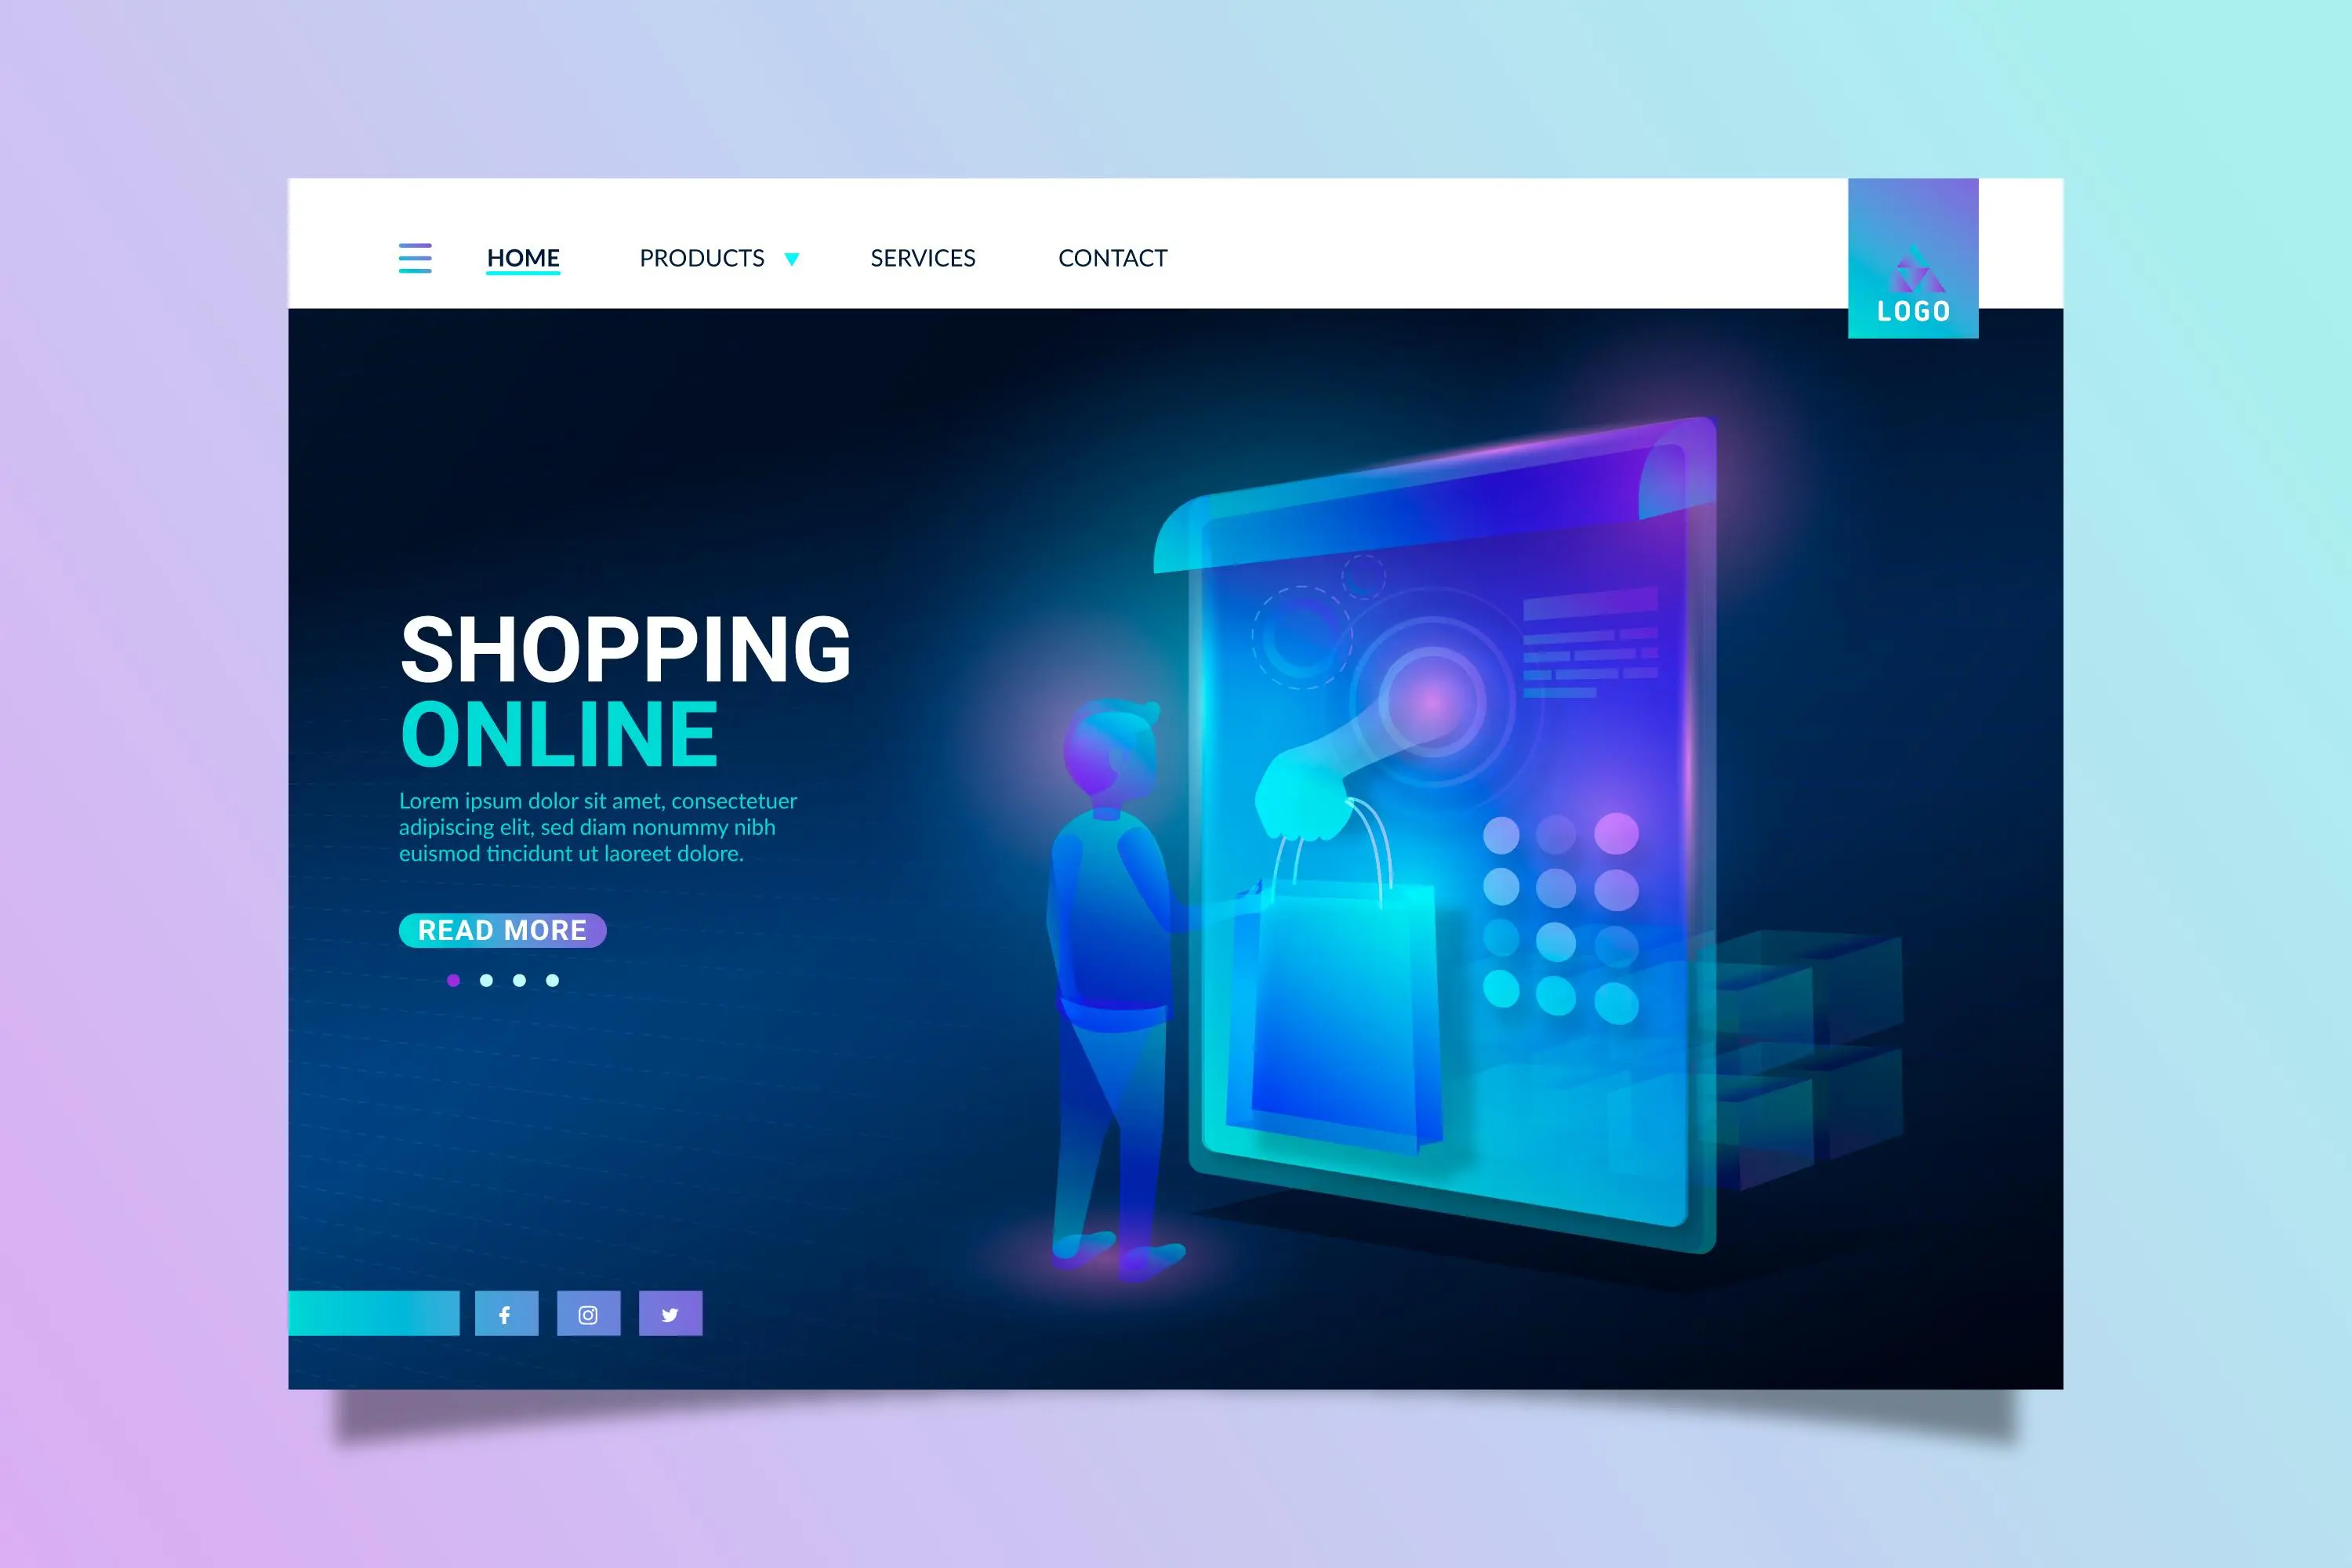 HOME PRODUCTS SERVICES CONTACT
LOGO
SHOPPING
ONLINE
Lorem ipsum dolor sit amet, consectetuer
adipiscing elit, sed diam nonummy nibh
euismod tincidunt ut laoreet dolore.
READ MORE